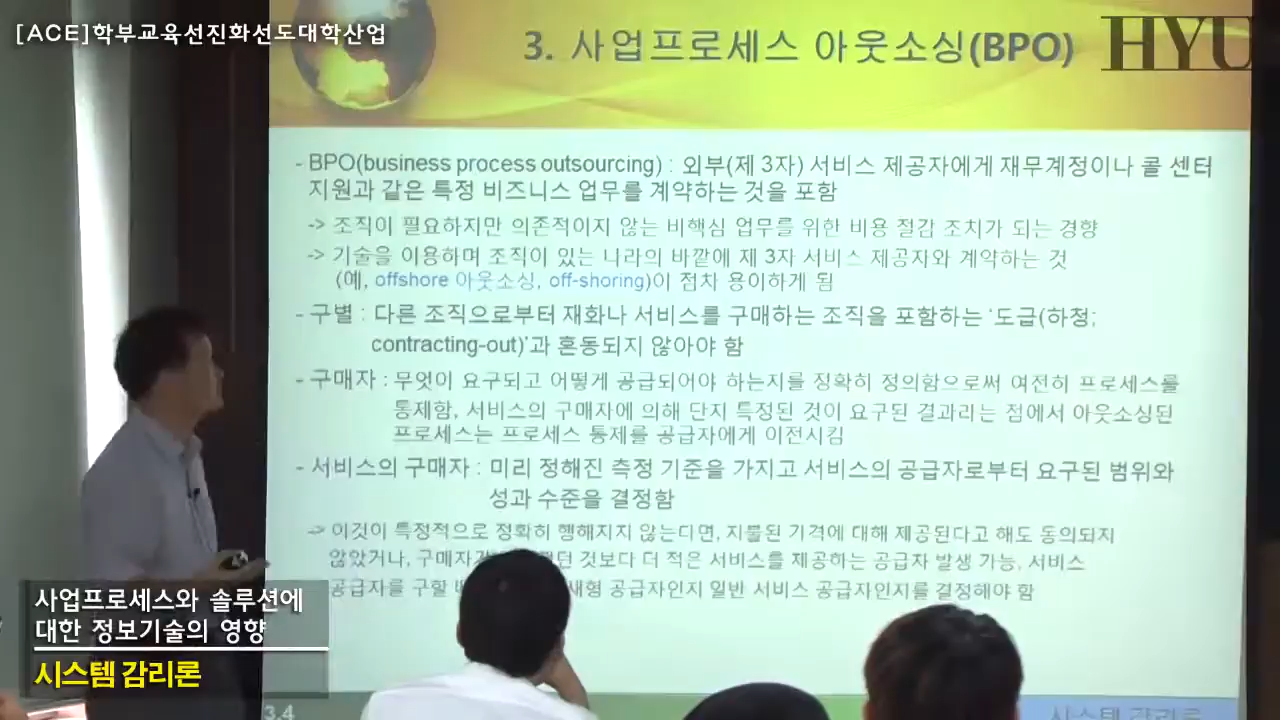 [ACE]학부교육선진화선도대학산업
3. 사업프로세스 아웃소싱(BPO)
HYU
- BPO(business process outsourcing) : 외부(제 3자) 서비스 제공자에게 재무계정이나 콜 센터
지원과 같은 특정 비즈니스 업무를 계약하는 것을 포함
-> 조직이 필요하지만 의존적이지 않는 비핵심 업무를 위한 비용 절감 조치가 되는 경향
-> 기술을 이용하며 조직이 있는 나라의 바깥에 제 3자 서비스 제공자와 계약하는 것
(예, offshore 아웃소싱, off-shoring)이 점차 용이하게 됨
- 구별 : 다른 조직으로부터 재화나 서비스를 구매하는 조직을 포함하는 '도급(하청;
contracting-out)'과 혼동되지 않아야 함
- 구매자 : 무엇이 요구되고 어떻게 공급되어야 하는지를 정확히 정의함으로써 여전히 프로세스를
통제함, 서비스의 구매자에 의해 단지 특정된 것이 요구된 결과라는 점에서 아웃소싱된
프로세스는 프로세스 통제를 공급자에게 이전시킴
- 서비스의 구매자 : 미리 정해진 측정 기준을 가지고 서비스의 공급자로부터 요구된 범위와
성과 수준을 결정함
-> 이것이 특정적으로 정확히 행해지지 않는다면, 지불된 가격에 대해 제공된다고 해도 동의되지
않았거나, 구매자가 것보다 더 적은 서비스를 제공하는 공급자 발생 가능, 서비스
공급자를 구할 공급자인지 일반 서비스 공급자인지를 결정해야 함
사업프로세스와 솔루션에
대한 정보기술의 영향
시스템 감리론
3.4
시스템 감리론